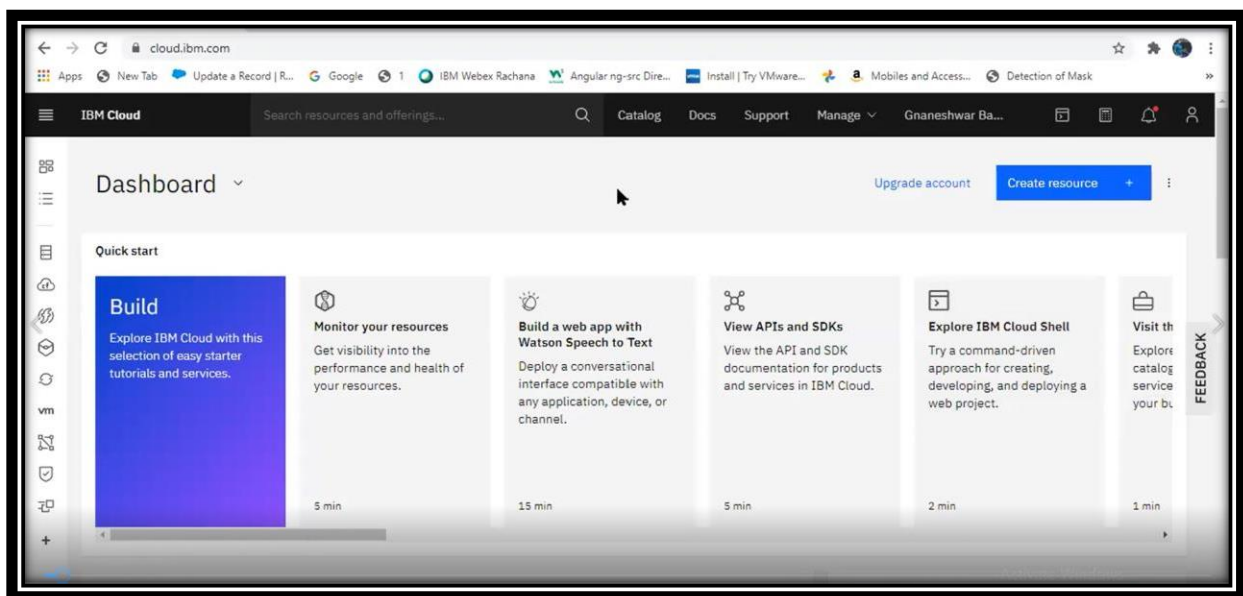 cloud.ibm.com
Apps New Tab Update a Record | R... Google 1 IBM Webex Rachana Angular ng-src Dire... Install | Try VMware... Mobiles and Access... Detection of Mask »
IBM Cloud Search resources and offerings... Catalog Docs Support Manage Gnaneshwar Ba...
Dashboard
Upgrade account
Create resource +
Quick start
Build
Explore IBM Cloud with this
selection of easy starter
tutorials and services.
Monitor your resources
Get visibility into the
performance and health of
your resources.
5 min
Build a web app with
Watson Speech to Text
Deploy a conversational
interface compatible with
any application, device, or
channel.
15 min
View APIs and SDKs
View the API and SDK
documentation for products
and services in IBM Cloud.
5 min
Explore IBM Cloud Shell
Try a command-driven
approach for creating,
developing, and deploying a
web project.
2 min
Visit th
Explore
catalog
service
your bu
1 min
FEEDBACK
vm